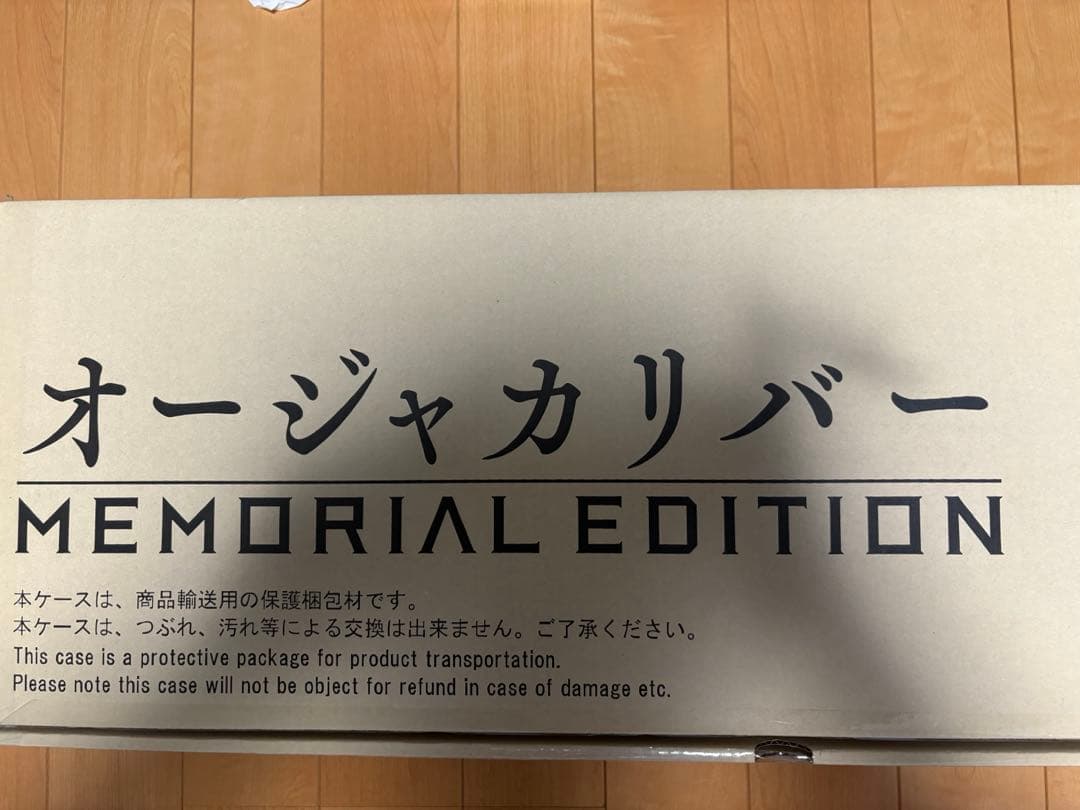 オージャカリバー
MEMORIAL EDITION
本ケースは、商品輸送用の保護梱包材です。
本ケースは、つぶれ、汚れ等による交換は出来ません。ご了承ください。
This case is a protective package for product transportation.
Please note this case will not be object for refund in case of damage etc.